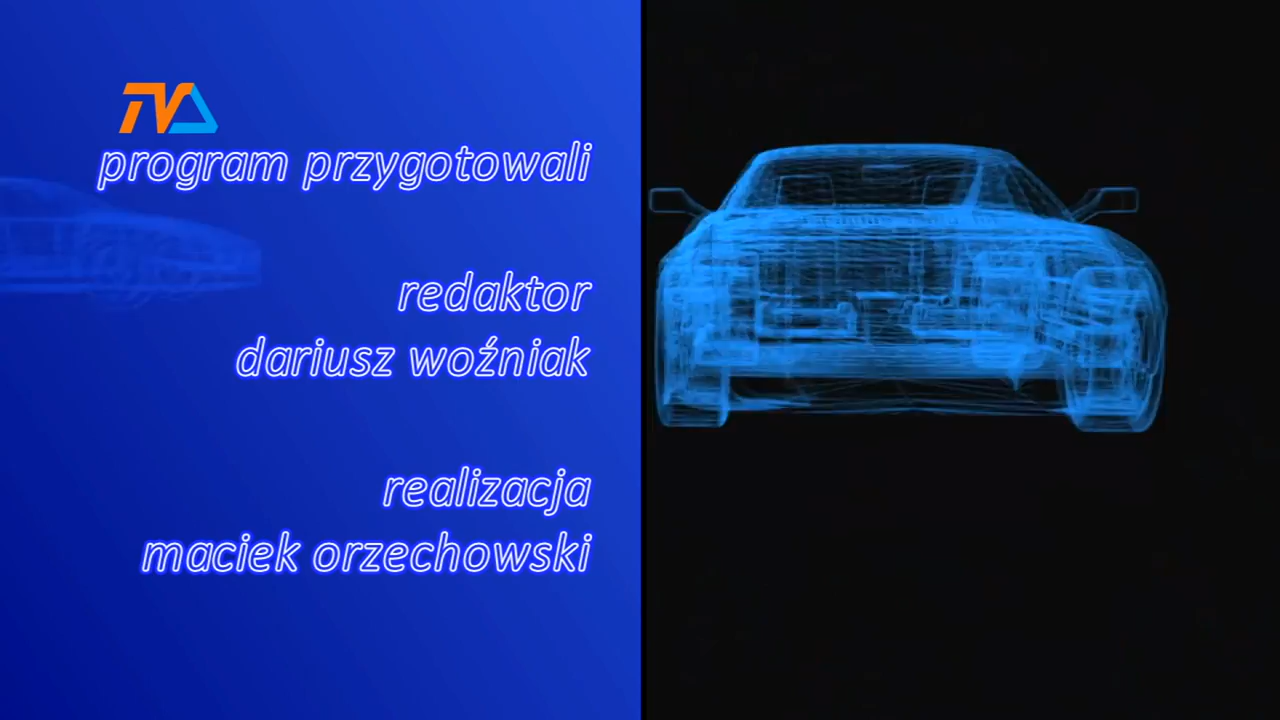 TVA
program przygotowali
redaktor
dariusz woźniak
realizacja
maciek orzechowski